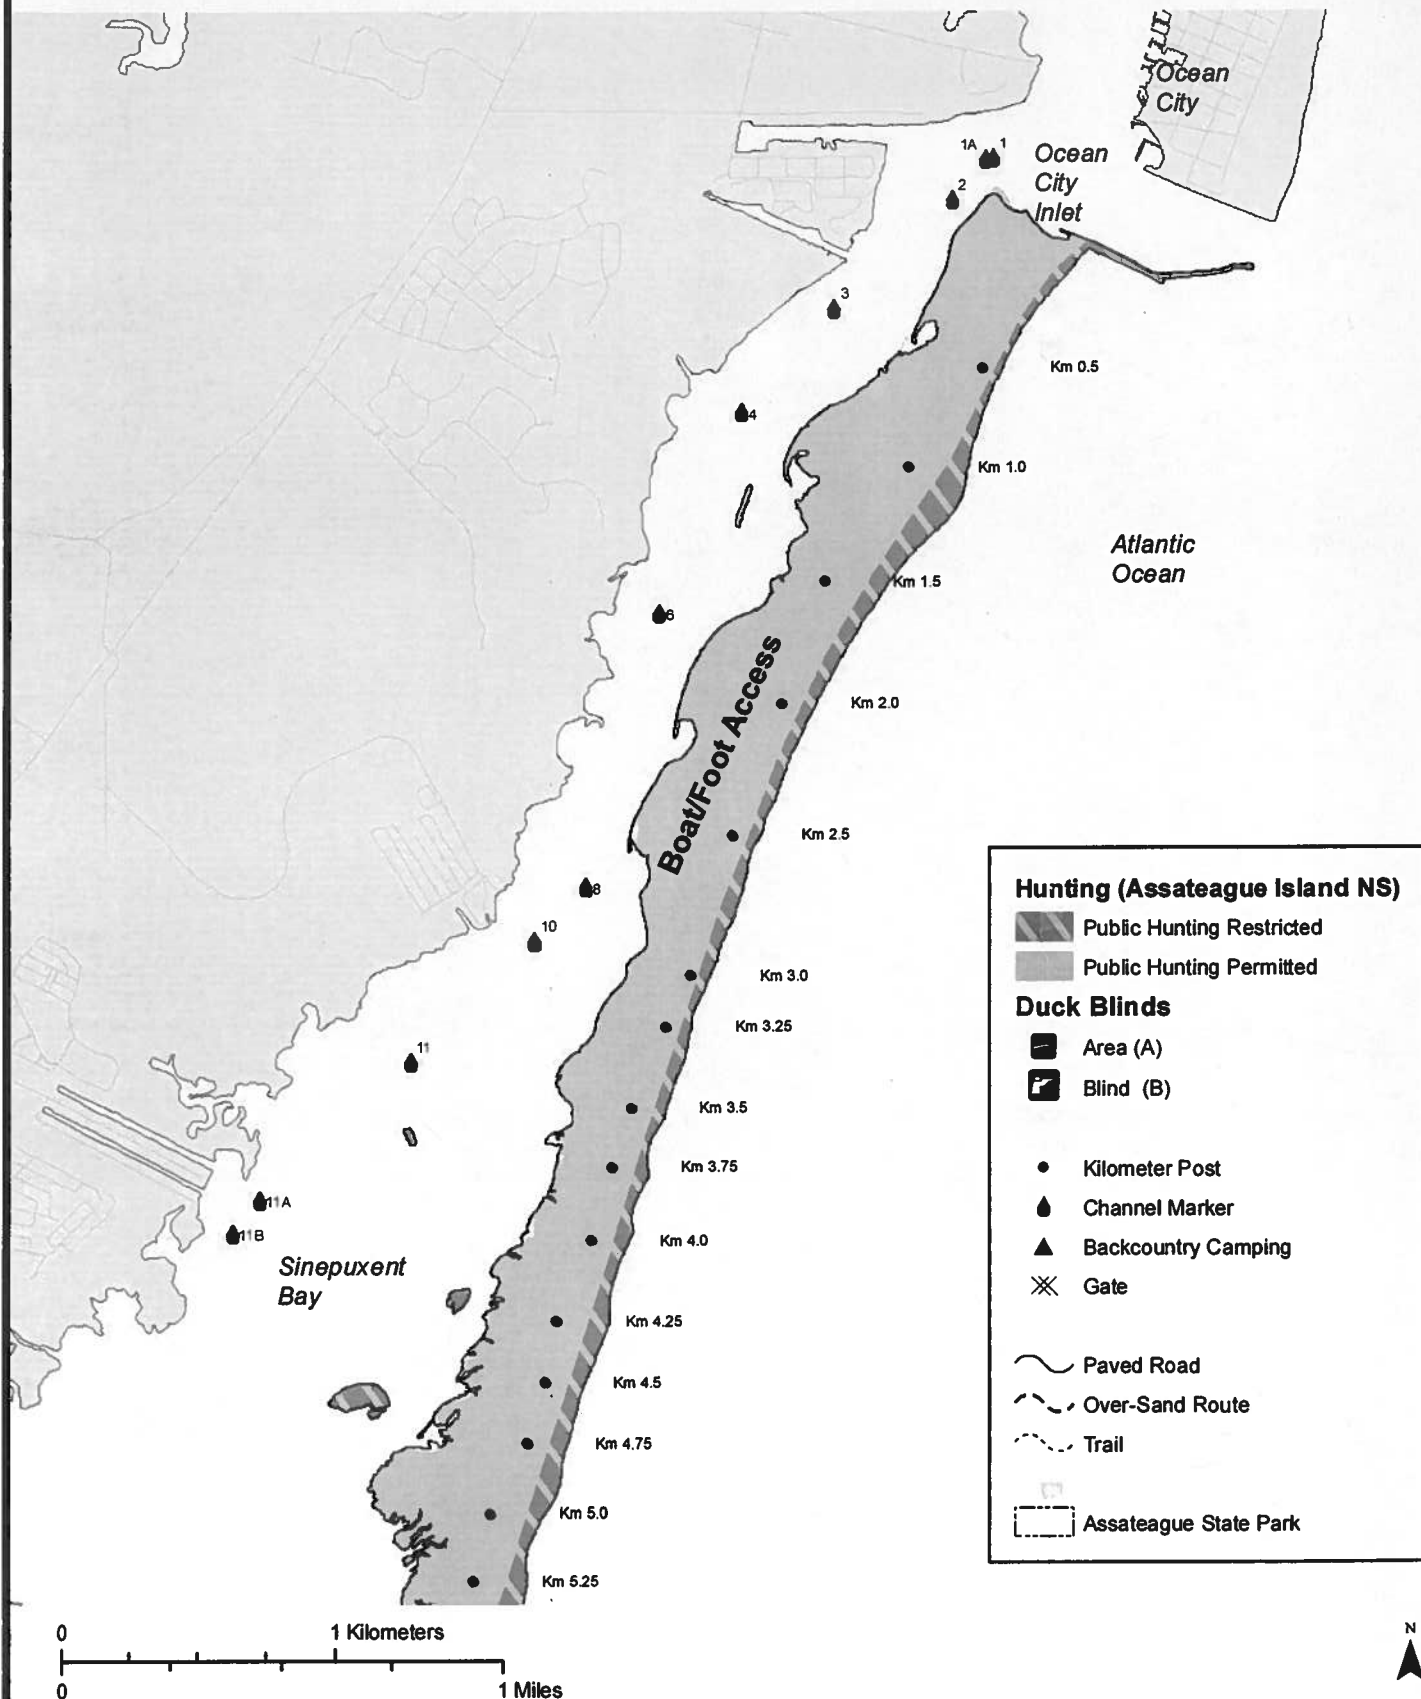 Ocean
City
1A
1
Ocean
City
Inlet
2
3
Km 0.5
4
Km 1.0
Atlantic
Ocean
Km 1.5
6
Boat/Foot Access
Km 2.0
Km 2.5
8
10
Km 3.0
Km 3.25
11
Km 3.5
Km 3.75
11A
11B
Km 4.0
Sinepuxent
Bay
Km 4.25
Km 4.5
Km 4.75
Km 5.0
Km 5.25
Hunting (Assateague Island NS)
Public Hunting Restricted
Public Hunting Permitted
Duck Blinds
Area (A)
Blind (B)
Kilometer Post
Channel Marker
Backcountry Camping
Gate
Paved Road
Over-Sand Route
Trail
Assateague State Park
0
1 Kilometers
0
1 Miles
N